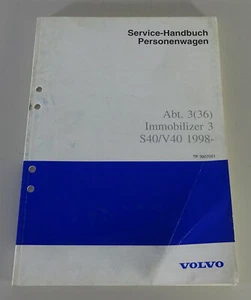 Service-Handbuch
Personenwagen
Abt. 3(36)
Immobilizer 3
S40/V40 1998-
VOLVO